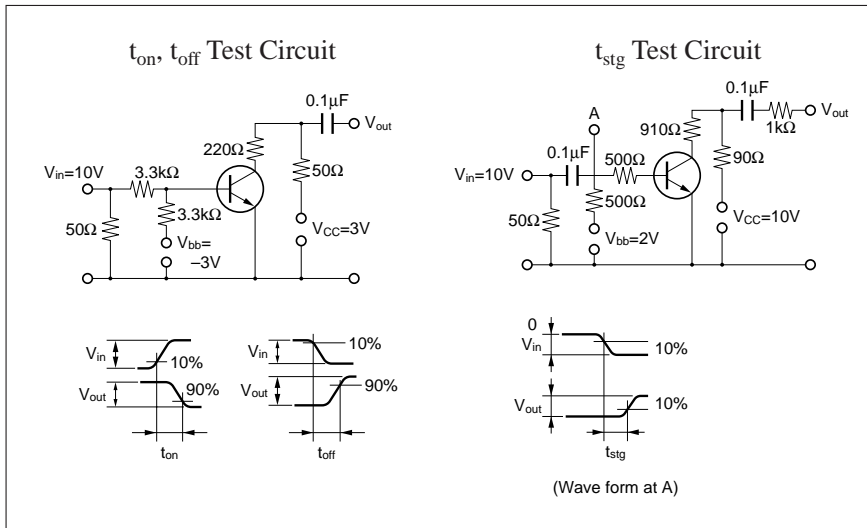 ton, toff Test Circuit
0.1μF
Vout
220Ω
50Ω
Vin=10V
3.3kΩ
3.3kΩ
50Ω
Vbb=
–3V
VCC=3V
Vin
10%
Vout
90%
ton
Vin
10%
Vout
90%
toff
tstg Test Circuit
0.1μF
Vout
A
910Ω
1kΩ
0.1μF
500Ω
90Ω
Vin=10V
500Ω
50Ω
Vbb=2V
VCC=10V
0
Vin
10%
Vout
10%
tstg
(Wave form at A)